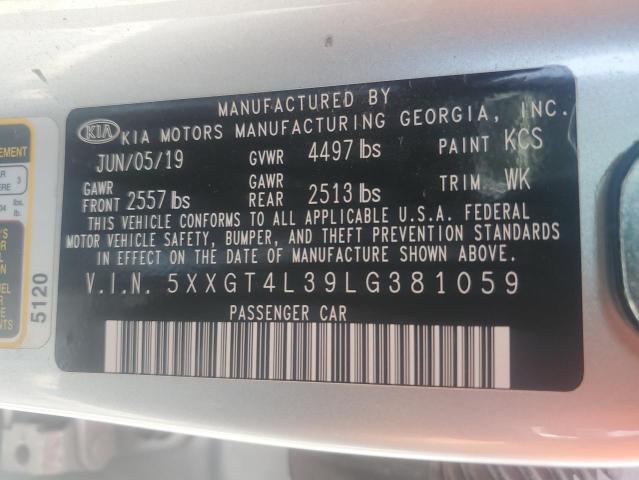 MANUFACTURED BY
KIA KIA MOTORS MANUFACTURING GEORGIA, INC.
JUN/05/19 GVWR 4497 lbs PAINT KCS
GAWR FRONT 2557 lbs GAWR REAR 2513 lbs TRIM WK
THIS VEHICLE CONFORMS TO ALL APPLICABLE U.S.A. FEDERAL
MOTOR VEHICLE SAFETY, BUMPER, AND THEFT PREVENTION STANDARDS
IN EFFECT ON THE DATE OF MANUFACTURE SHOWN ABOVE.
V.I.N. 5XXGT4L39LG381059
PASSENGER CAR
5120
3
lbs.